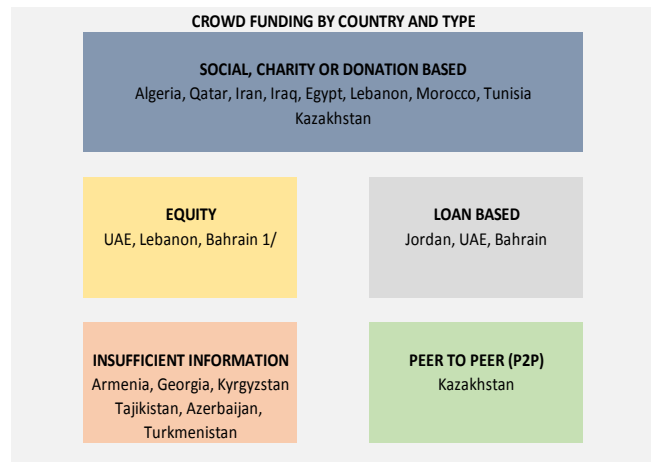 CROWD FUNDING BY COUNTRY AND TYPE
SOCIAL, CHARITY OR DONATION BASED
Algeria, Qatar, Iran, Iraq, Egypt, Lebanon, Morocco, Tunisia
Kazakhstan
EQUITY
UAE, Lebanon, Bahrain 1/
LOAN BASED
Jordan, UAE, Bahrain
INSUFFICIENT INFORMATION
Armenia, Georgia, Kyrgyzstan
Tajikistan, Azerbaijan,
Turkmenistan
PEER TO PEER (P2P)
Kazakhstan